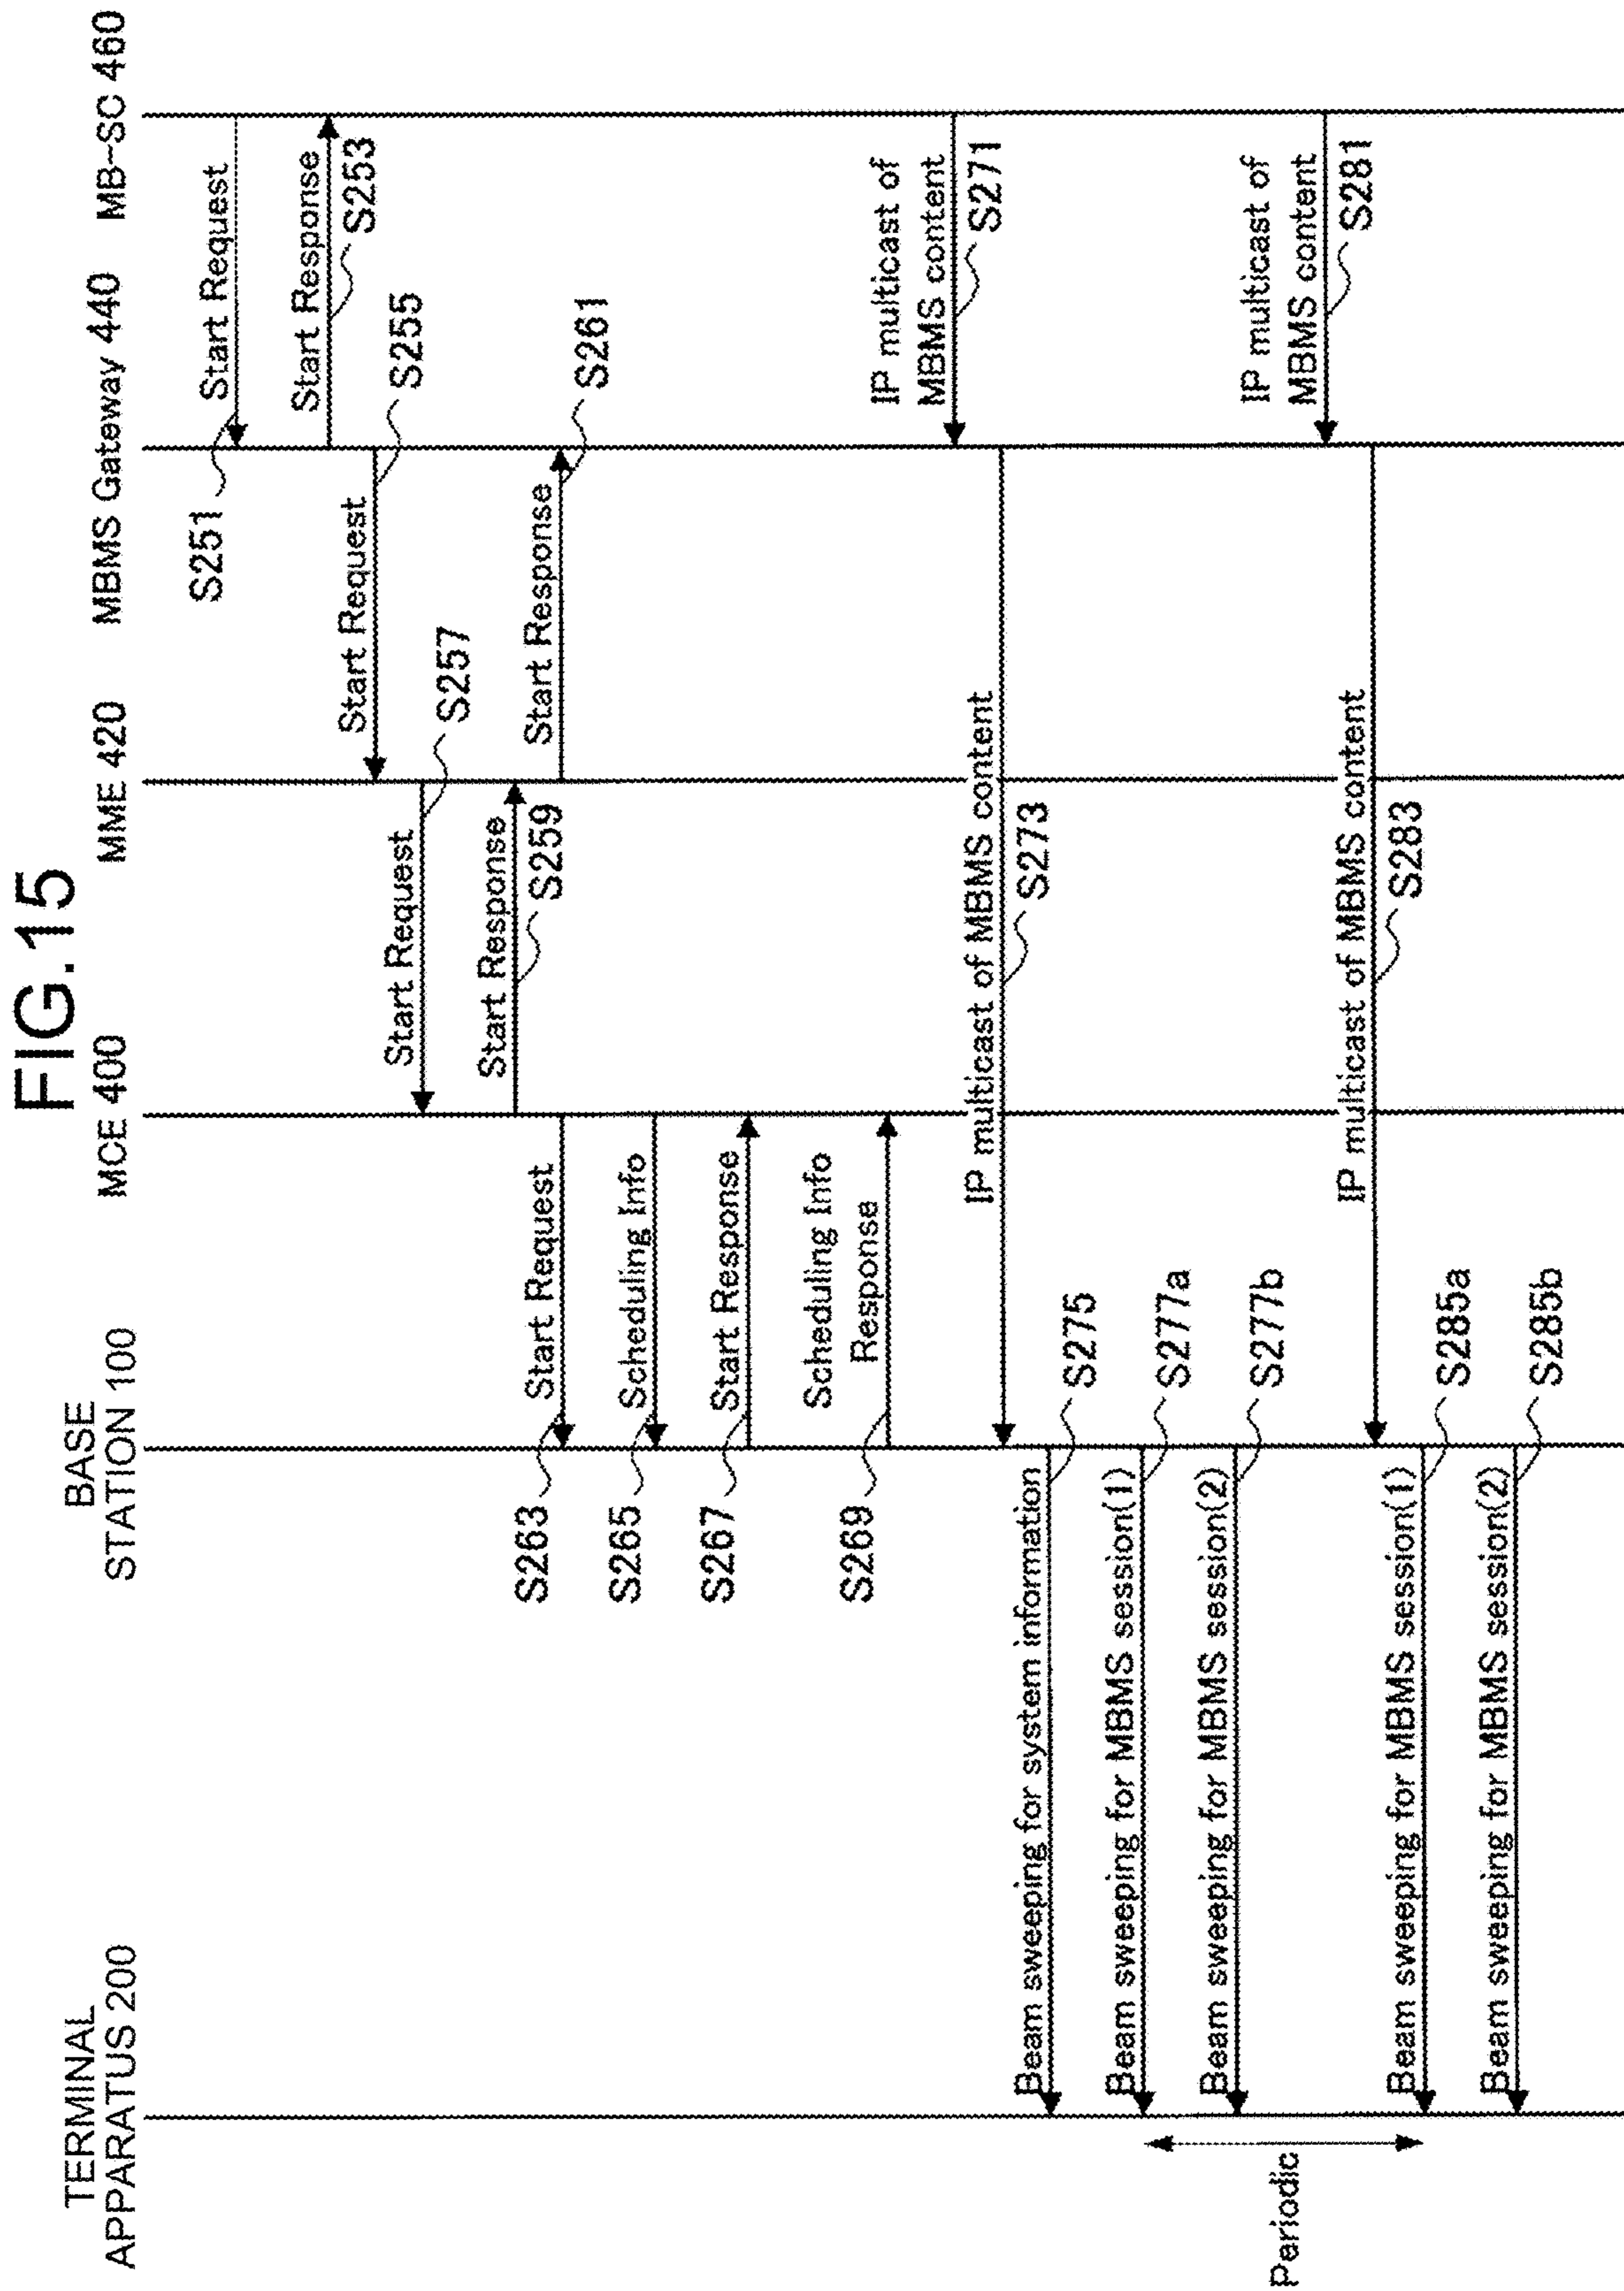 FIG.15
TERMINAL
APPARATUS 200
BASE
STATION 100
MCE 400
MME 420
MBMS Gateway 440
MB-SC 460
Start Request
S251
Start Response
S253
Start Request
S255
Start Request
S257
Start Response
S259
Start Response
S261
Start Request
S263
Scheduling Info
S265
Start Response
S267
Scheduling Info
Response
S269
IP multicast of
MBMS content
S271
IP multicast of MBMS content
S273
Beam sweeping for system information
S275
Beam sweeping for MBMS session(1)
S277a
Beam sweeping for MBMS session(2)
S277b
Periodic
IP multicast of
MBMS content
S281
IP multicast of MBMS content
S283
Beam sweeping for MBMS session(1)
S285a
Beam sweeping for MBMS session(2)
S285b